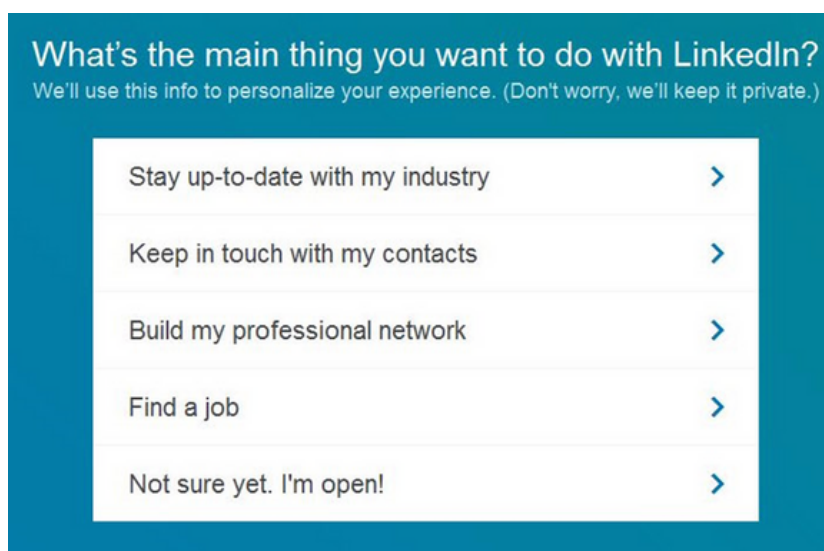 What’s the main thing you want to do with LinkedIn?
We’ll use this info to personalize your experience. (Don't worry, we’ll keep it private.)
Stay up-to-date with my industry
Keep in touch with my contacts
Build my professional network
Find a job
Not sure yet. I'm open!